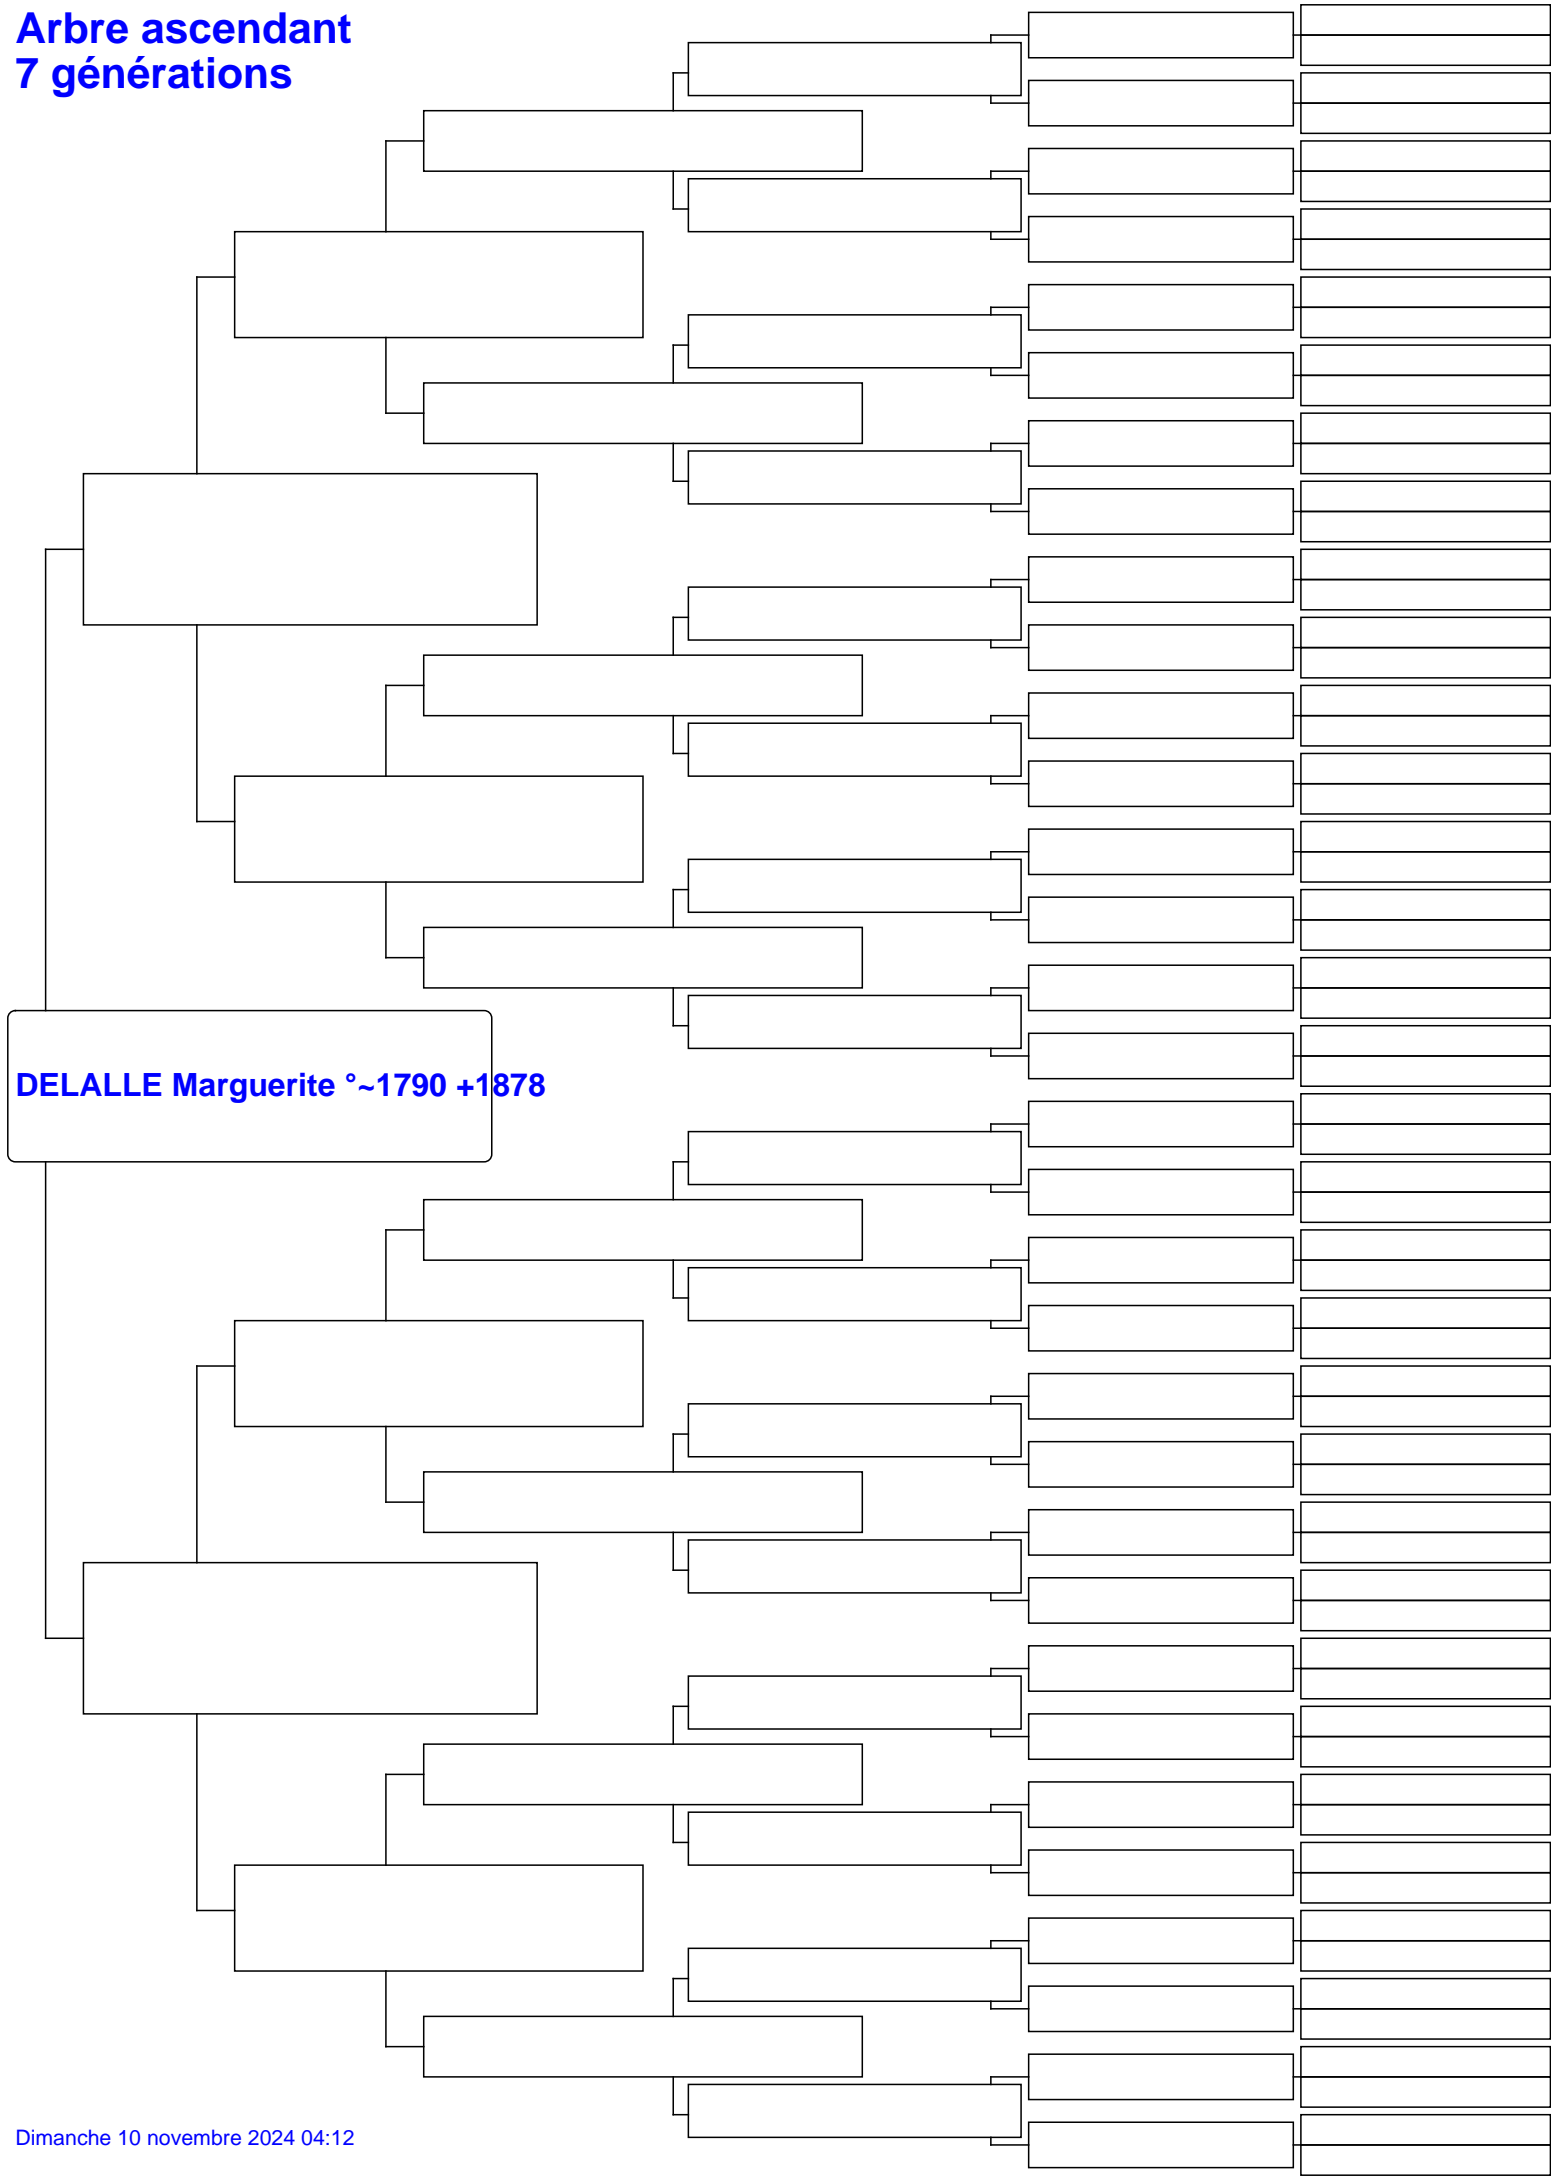 Arbre ascendant
7 générations
DELALLE Marguerite °~1790 +1878
Dimanche 10 novembre 2024 04:12